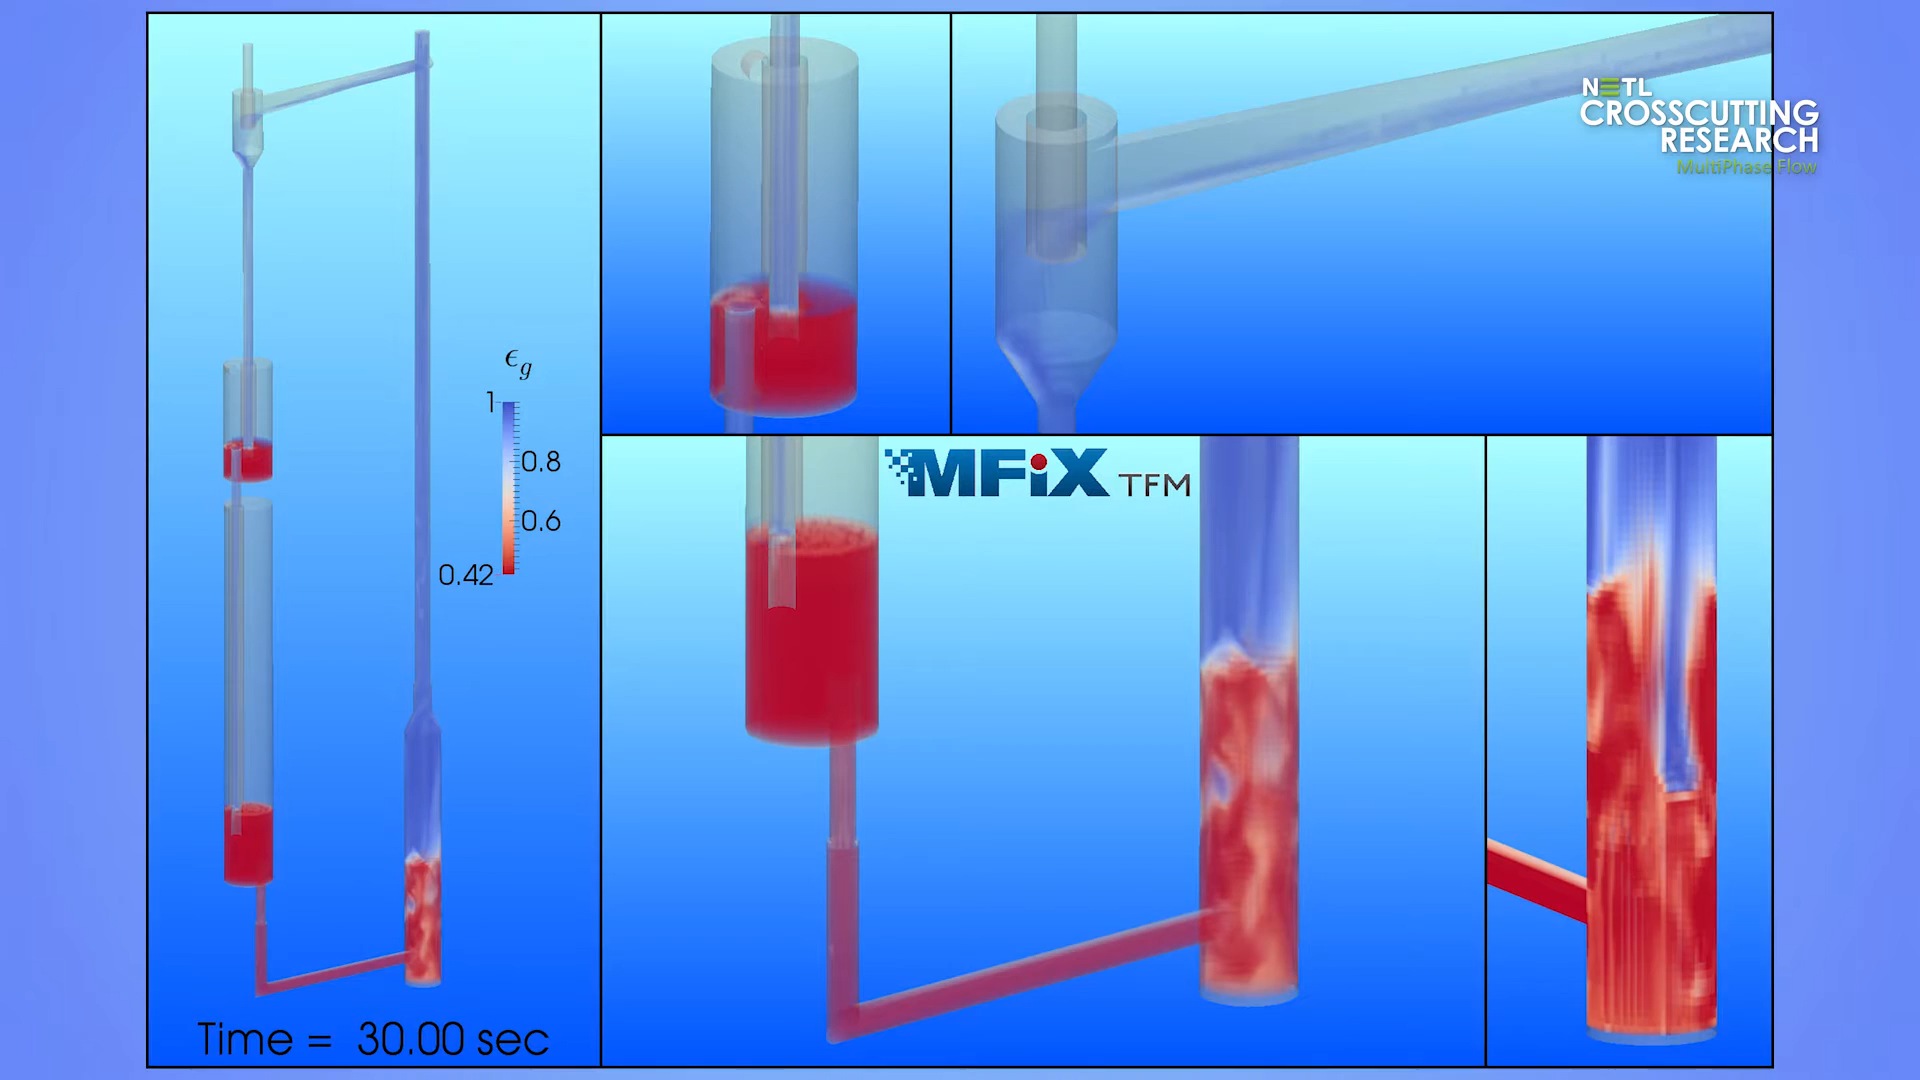 NETL
CROSSCUTTING
RESEARCH
MultiPhase Flow
ϵg
1
0.8
0.6
0.42
MFiX TFM
Time = 30.00 sec